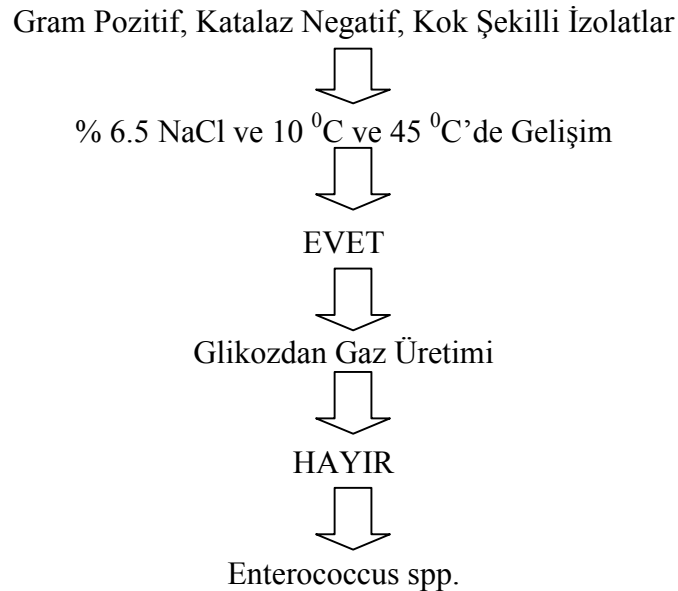 Gram Pozitif, Katalaz Negatif, Kok Şekilli İzolatlar
% 6.5 NaCl ve 10 ⁰C ve 45 ⁰C’de Gelişim
EVET
Glikozdan Gaz Üretimi
HAYIR
Enterococcus spp.